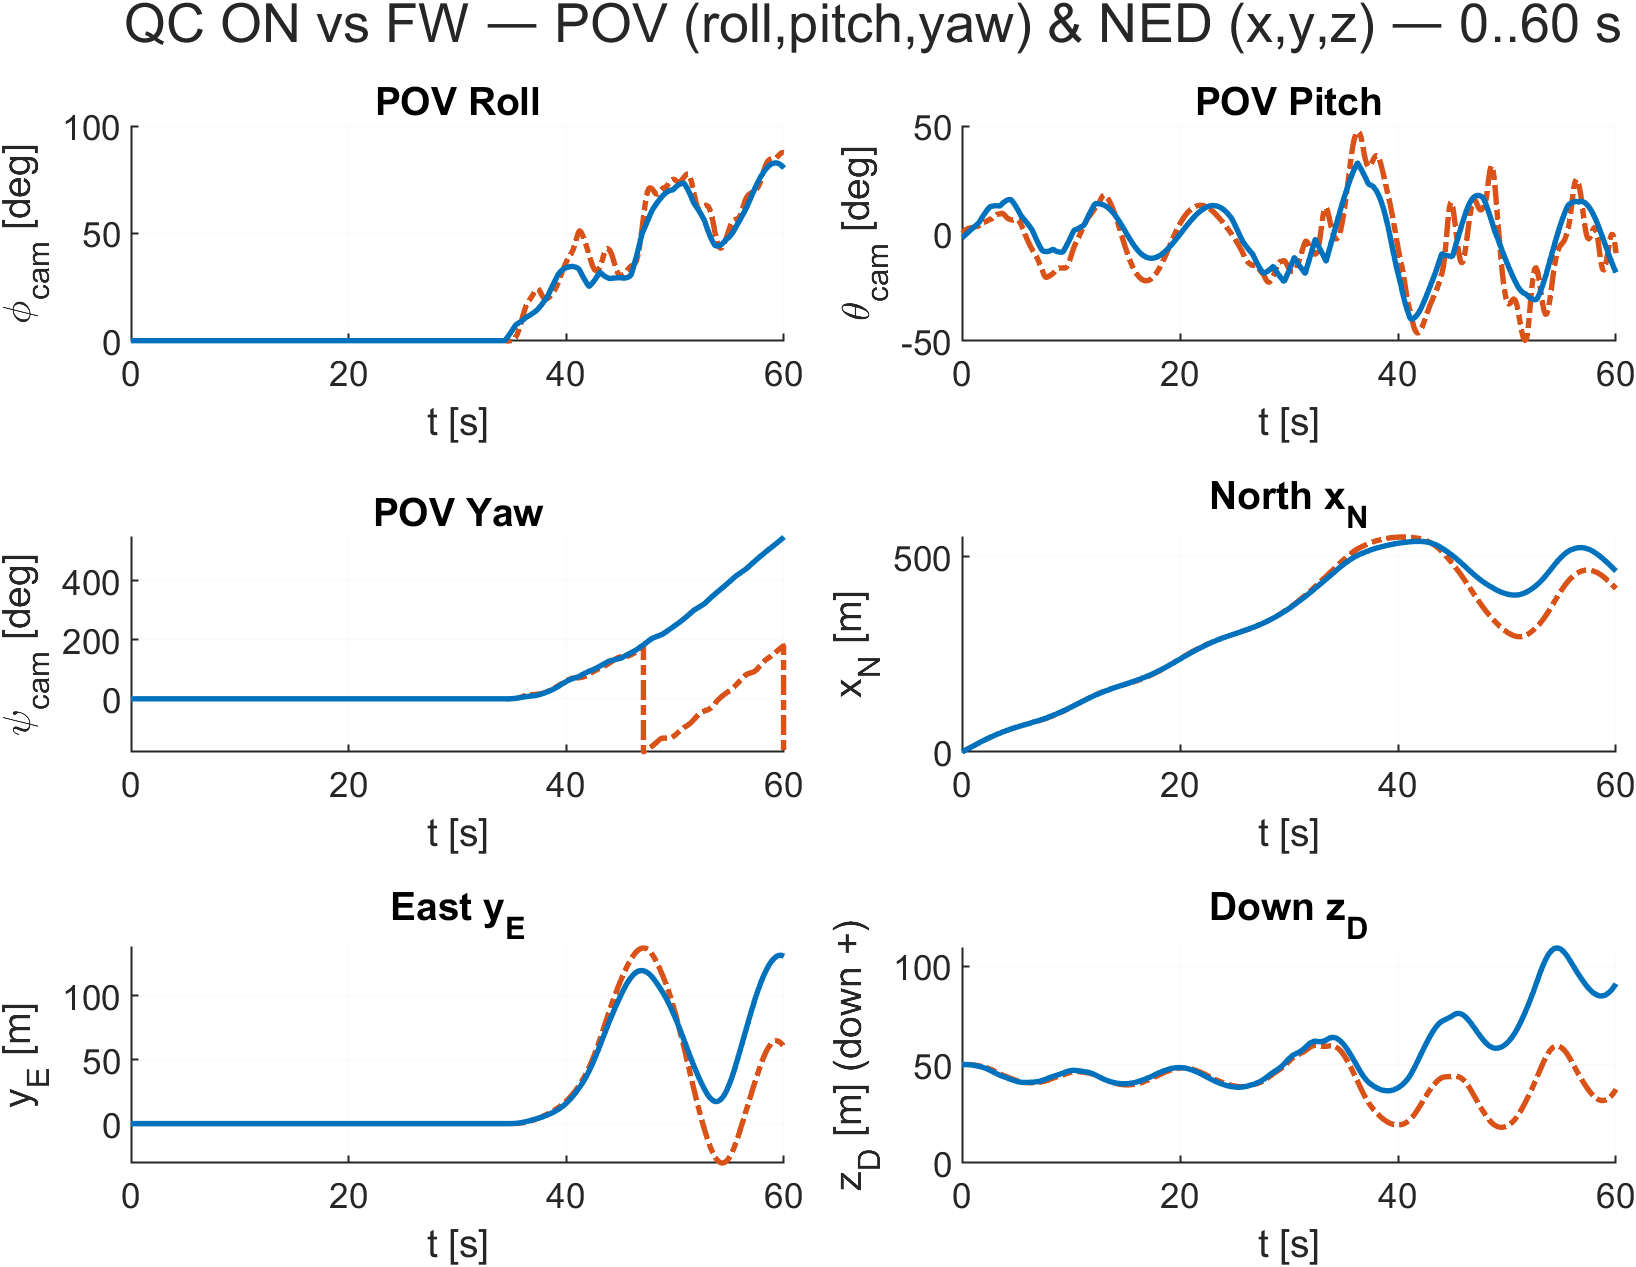 QC ON vs FW — POV (roll,pitch,yaw) & NED (x,y,z) — 0..60 s
POV Roll
ϕcam [deg]
100
50
0
0 20 40 60
t [s]
POV Pitch
θcam [deg]
50
0
-50
0 20 40 60
t [s]
POV Yaw
ψcam [deg]
400
200
0
0 20 40 60
t [s]
North xN
xN [m]
500
0
0 20 40 60
t [s]
East yE
yE [m]
100
50
0
0 20 40 60
t [s]
Down zD
zD [m] (down +)
100
50
0
0 20 40 60
t [s]